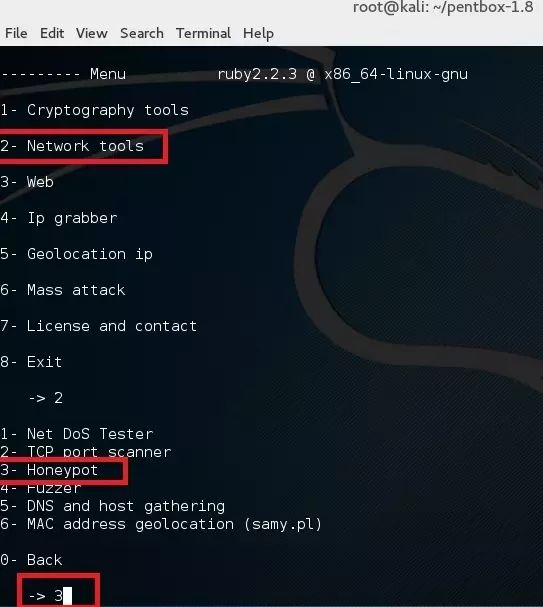 root@kali: ~/pentbox-1.8
File Edit View Search Terminal Help
--------- Menu ruby2.2.3 @ x86_64-linux-gnu
1- Cryptography tools
2- Network tools
3- Web
4- Ip grabber
5- Geolocation ip
6- Mass attack
7- License and contact
8- Exit
-> 2
1- Net DoS Tester
2- TCP port scanner
3- Honeypot
4- Fuzzer
5- DNS and host gathering
6- MAC address geolocation (samy.pl)
0- Back
-> 3